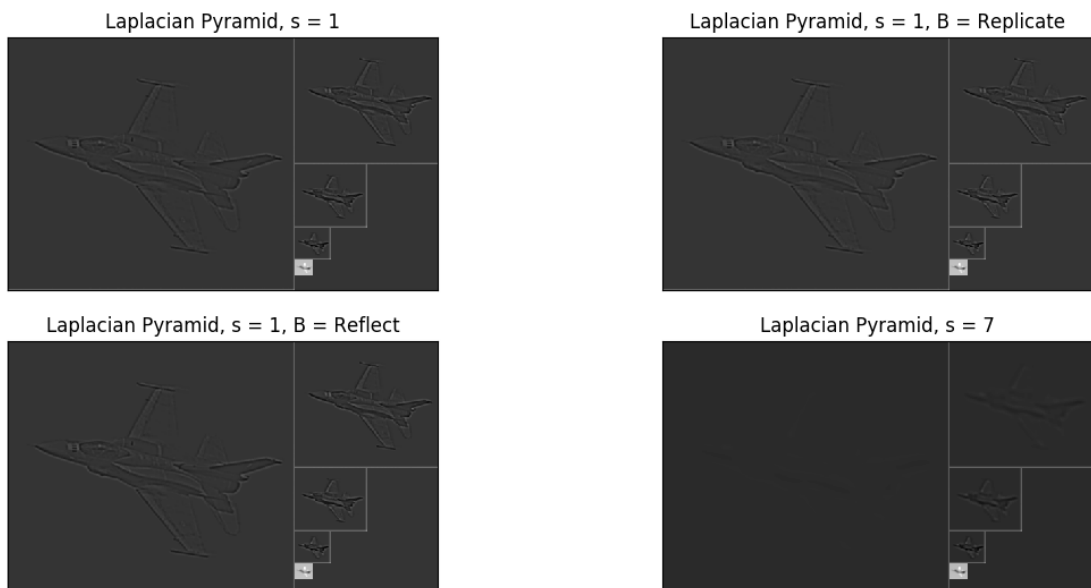 Laplacian Pyramid, s = 1
Laplacian Pyramid, s = 1, B = Replicate
Laplacian Pyramid, s = 1, B = Reflect
Laplacian Pyramid, s = 7